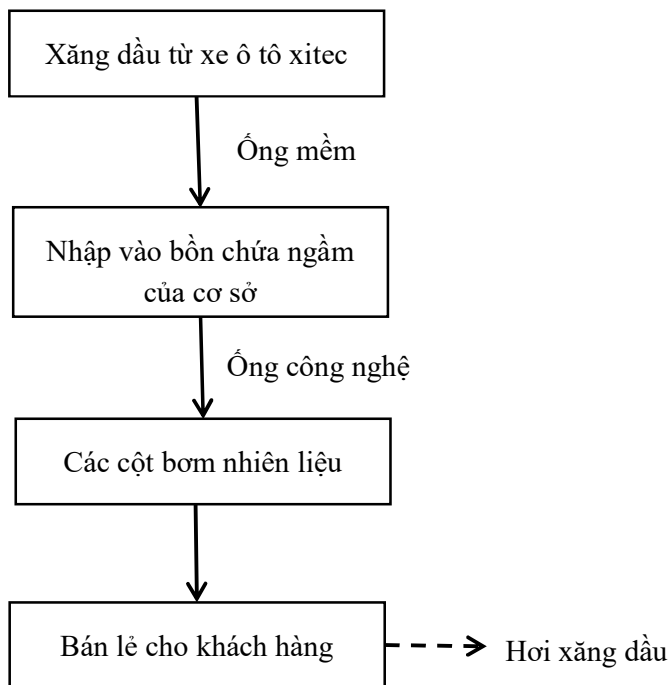 Xăng dầu từ xe ô tô xitec
Ống mềm
Nhập vào bồn chứa ngầm
của cơ sở
Ống công nghệ
Các cột bơm nhiên liệu
Bán lẻ cho khách hàng
Hơi xăng dầu